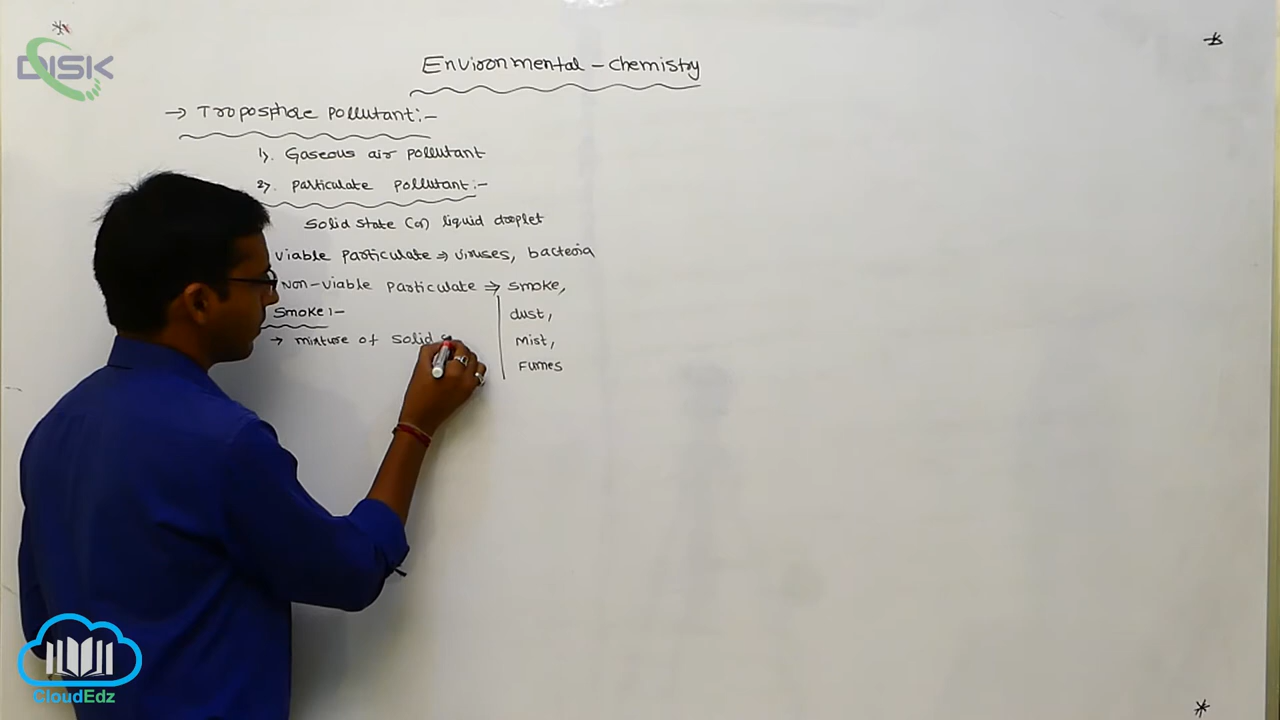 DISK
Environmental - chemistry
→ Troposphere pollutant:-
1). Gaseous air pollutant
2). particulate pollutant:-
solid state (or) liquid droplet
viable particulate ⇒ viruses, bacteria
Non-viable particulate ⇒ smoke,
dust,
mist,
Fumes
Smoke:-
→ mixture of solid
CloudEdz